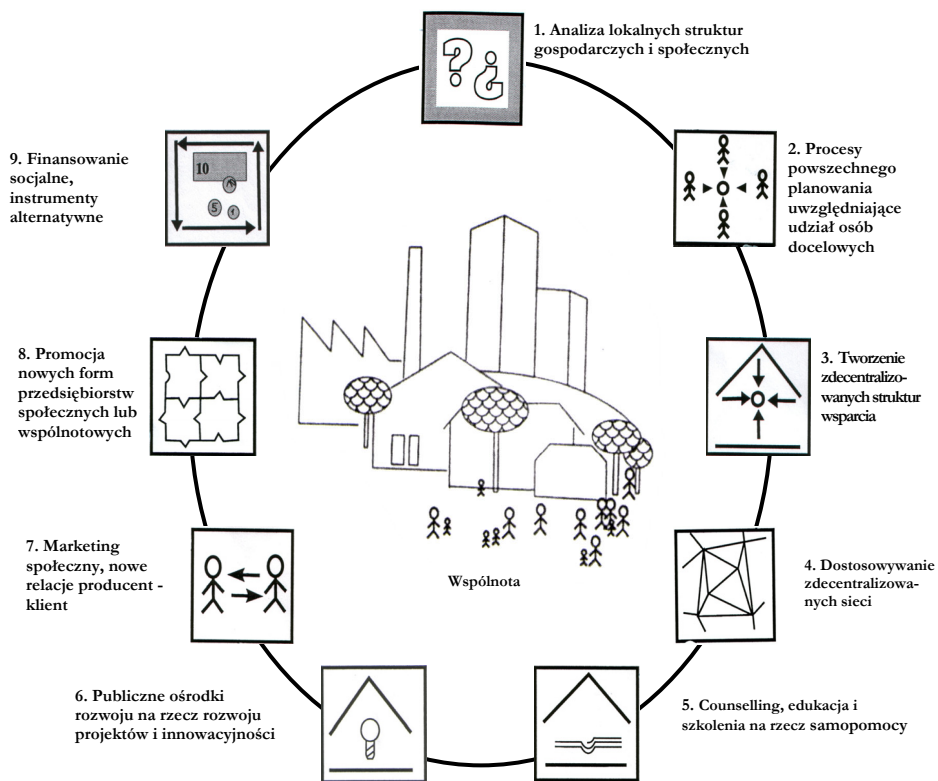 1. Analiza lokalnych struktur
gospodarczych i społecznych
2. Procesy
powszechnego
planowania
uwzględniające
udział osób
docelowych
3. Tworzenie
zdecentralizo-
wanych struktur
wsparcia
4. Dostosowywanie
zdecentralizowa-
nych sieci
5. Counselling, edukacja i
szkolenia na rzecz samopomocy
6. Publiczne ośrodki
rozwoju na rzecz rozwoju
projektów i innowacyjności
7. Marketing
społeczny, nowe
relacje producent -
klient
8. Promocja
nowych form
przedsiębiorstw
społecznych lub
wspólnotowych
9. Finansowanie
socjalne,
instrumenty
alternatywne
? ¿
10
5 1
Wspólnota